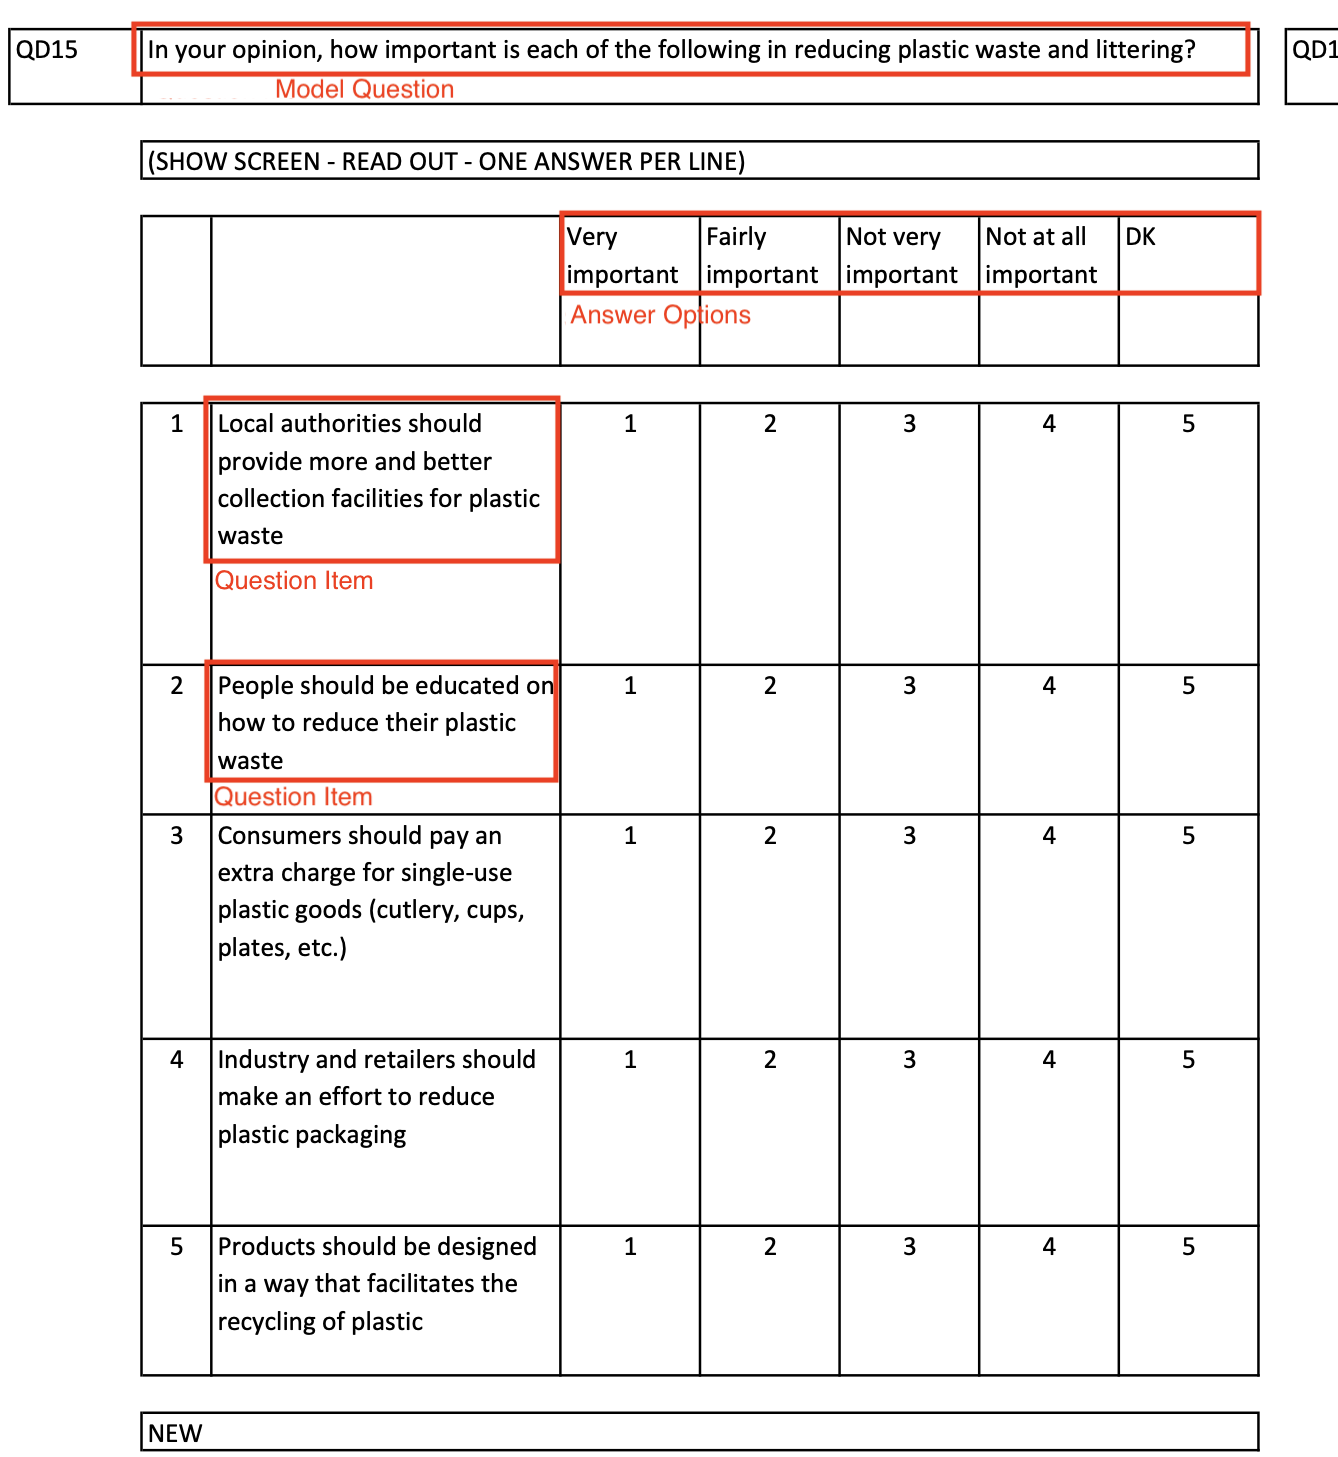 QD15
In your opinion, how important is each of the following in reducing plastic waste and littering?
QD1
Model Question
(SHOW SCREEN - READ OUT - ONE ANSWER PER LINE)
Very important
Fairly important
Not very important
Not at all important
DK
Answer Options
1
Local authorities should
provide more and better
collection facilities for plastic
waste
1 2 3 4 5
Question Item
2
People should be educated on
how to reduce their plastic
waste
1 2 3 4 5
Question Item
3
Consumers should pay an
extra charge for single-use
plastic goods (cutlery, cups,
plates, etc.)
1 2 3 4 5
4
Industry and retailers should
make an effort to reduce
plastic packaging
1 2 3 4 5
5
Products should be designed
in a way that facilitates the
recycling of plastic
1 2 3 4 5
NEW